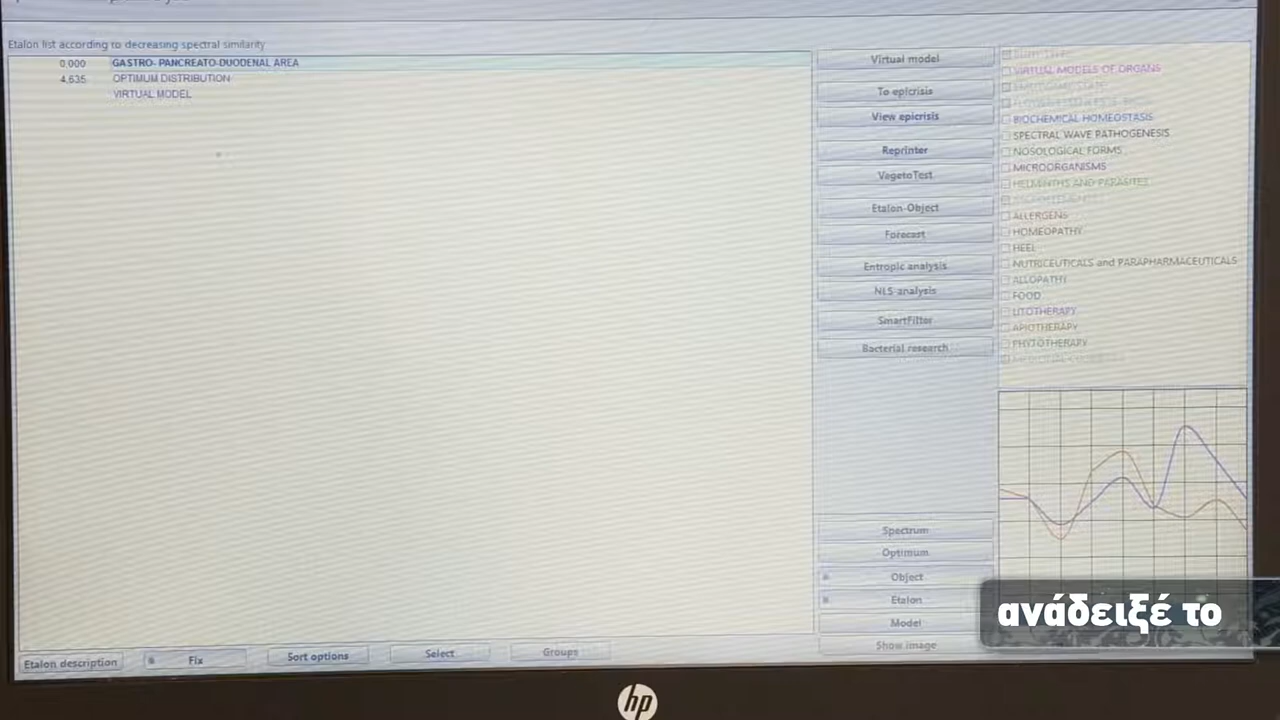 Etalon list according to decreasing spectral similarity
0,000 GASTRO- PANCREATO-DUODENAL AREA
4,635 OPTIMUM DISTRIBUTION
VIRTUAL MODEL
Virtual model
To epicrisis
View epicrisis
Reprinter
VegetoTest
Etalon-Object
Forecast
Entropic analysis
NLS analysis
SmartFilter
Bacterial research
VIRTUAL MODELS OF ORGANS
BIOCHEMICAL HOMEOSTASIS
SPECTRAL WAVE PATHOGENESIS
NOSOLOGICAL FORMS
MICROORGANISMS
HELMINTHS AND PARASITES
ALLERGENS
HOMEOPATHY
HEEL
NUTRICEUTICALS and PARAPHARMACEUTICALS
ALLOPATHY
FOOD
LITOTHERAPY
APIOTHERAPY
PHYTOTHERAPY
Spectrum
Optimum
Object
Etalon
Model
Show image
Etalon description
Fix
Sort options
Select
Groups
ανάδειξέ το
hp